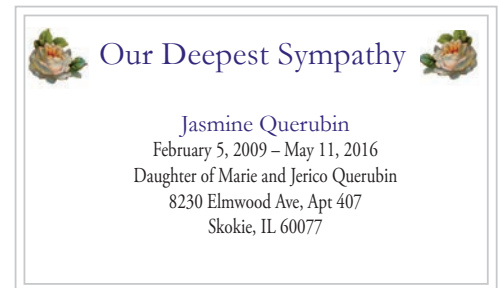 Our Deepest Sympathy
Jasmine Querubin
February 5, 2009 – May 11, 2016
Daughter of Marie and Jerico Querubin
8230 Elmwood Ave, Apt 407
Skokie, IL 60077